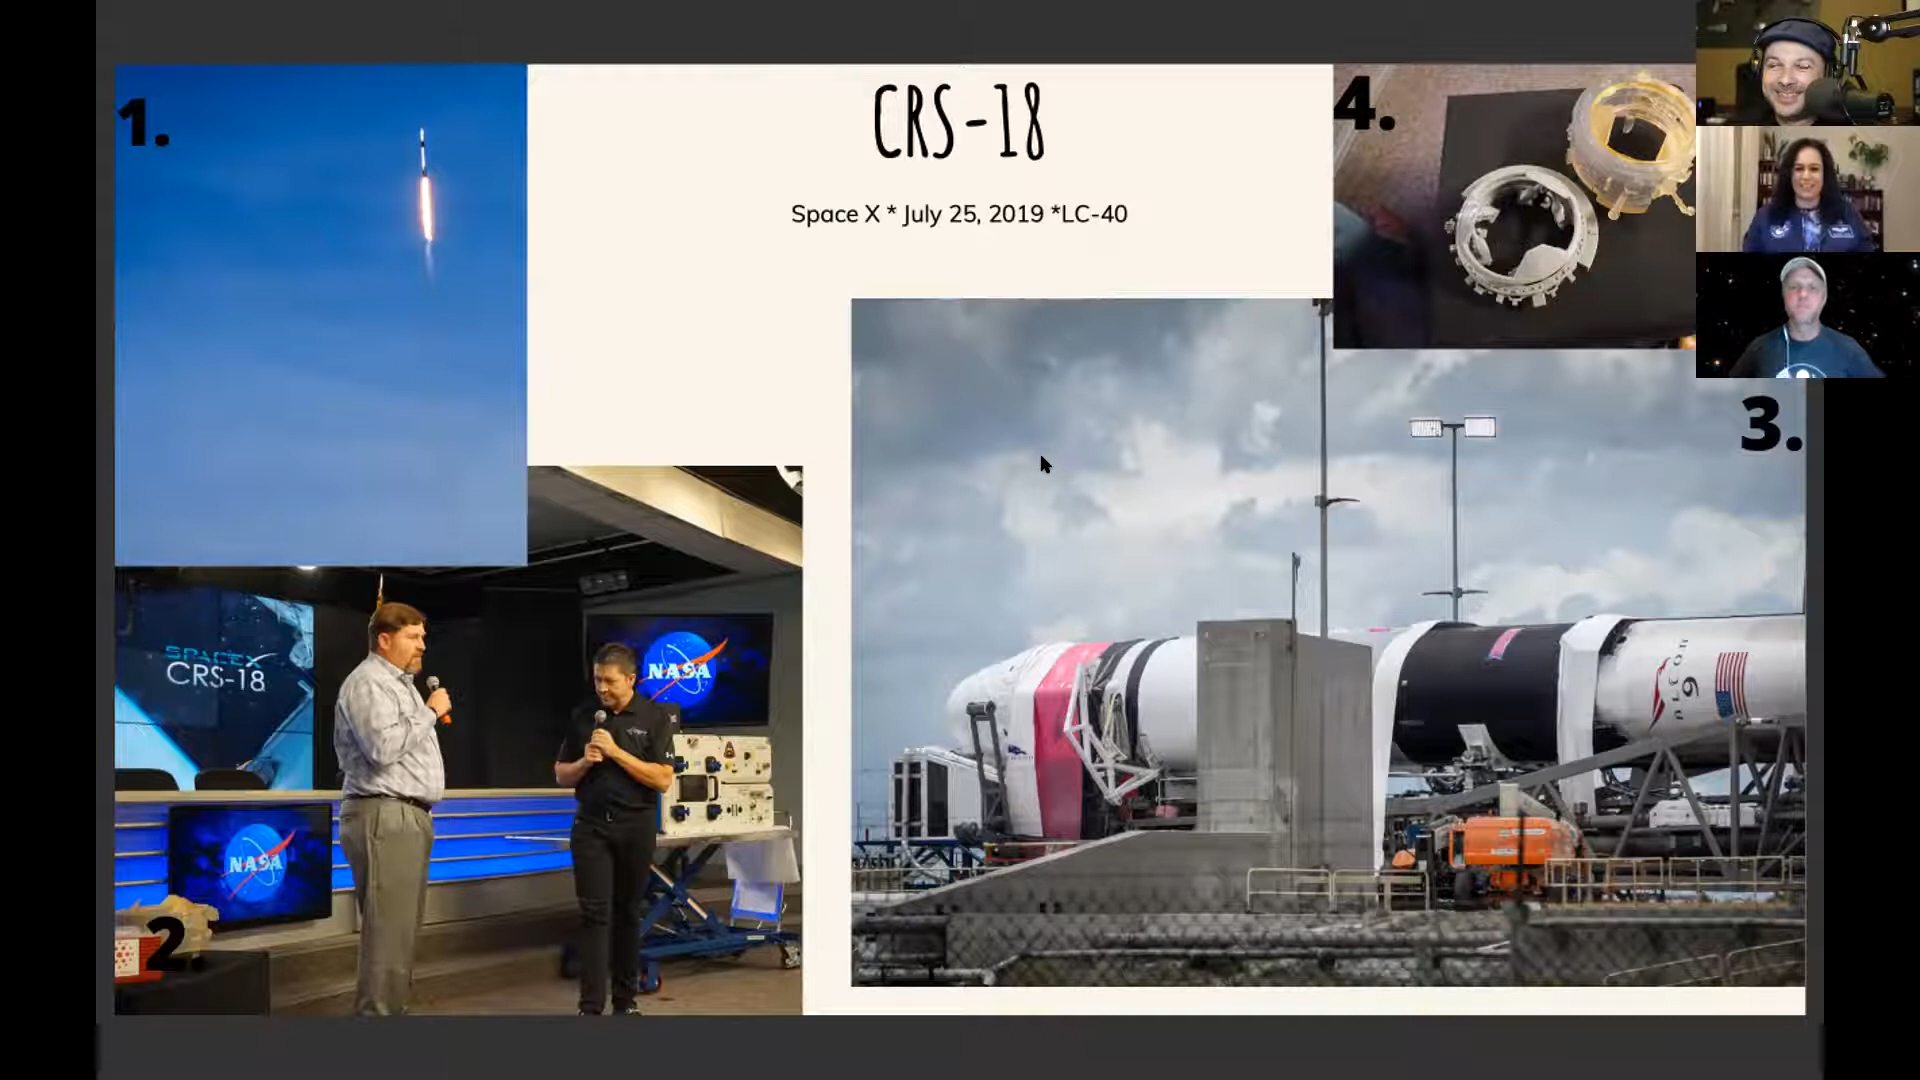 1.
CRS-18
4.
Space X * July 25, 2019 *LC-40
3.
SPACEX
CRS-18
NASA
NASA
2.
FALCON 9